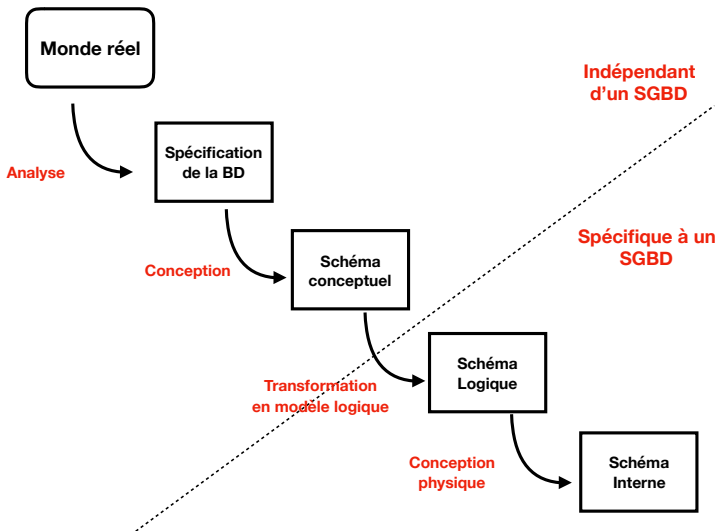 Monde réel
Indépendant
d'un SGBD
Analyse
Spécification
de la BD
Spécifique à un
SGBD
Conception
Schéma
conceptuel
Transformation
en modèle logique
Schéma
Logique
Conception
physique
Schéma
Interne